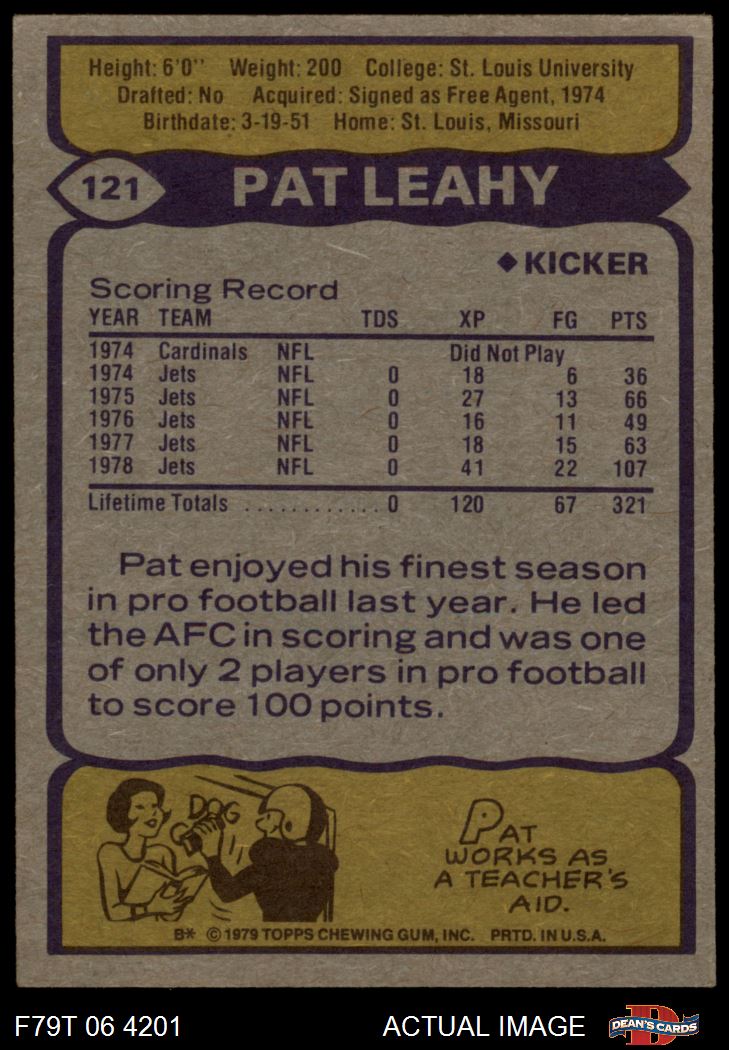 Height: 6'0'' Weight: 200 College: St. Louis University
Drafted: No Acquired: Signed as Free Agent, 1974
Birthdate: 3-19-51 Home: St. Louis, Missouri
121 PAT LEAHY
◆ KICKER
Scoring Record
YEAR TEAM TDS XP FG PTS
1974 Cardinals NFL Did Not Play
1974 Jets NFL 0 18 6 36
1975 Jets NFL 0 27 13 66
1976 Jets NFL 0 16 11 49
1977 Jets NFL 0 18 15 63
1978 Jets NFL 0 41 22 107
Lifetime Totals . . . . . . . . . . . . 0 120 67 321
Pat enjoyed his finest season
in pro football last year. He led
the AFC in scoring and was one
of only 2 players in pro football
to score 100 points.
DOG
PAT
WORKS AS
A TEACHER'S
AID.
B* © 1979 TOPPS CHEWING GUM, INC. PRTD. IN U.S.A.
F79T 06 4201 ACTUAL IMAGE D DEAN'S CARDS